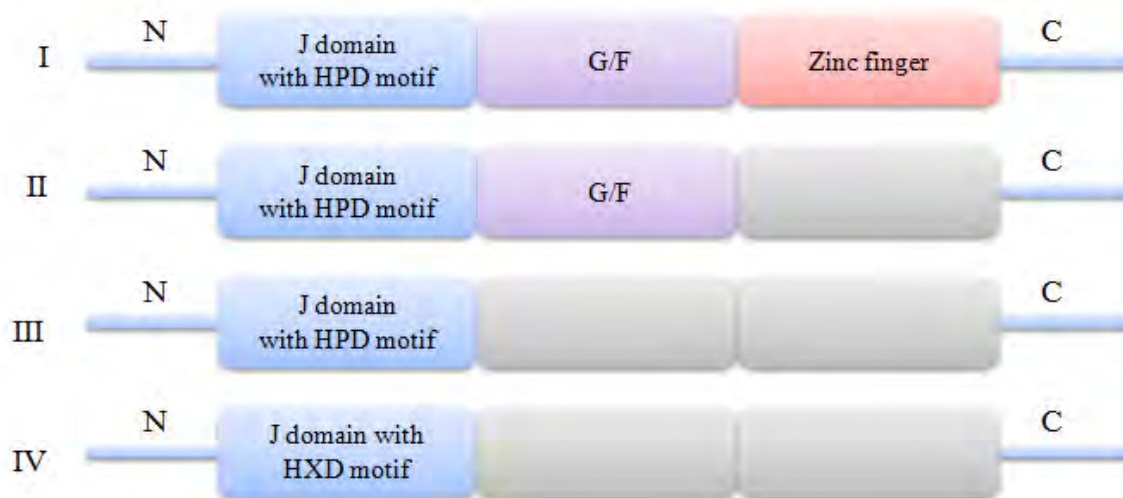 I
N
J domain
with HPD motif
G/F
Zinc finger
C
II
N
J domain
with HPD motif
G/F
C
III
N
J domain
with HPD motif
C
IV
N
J domain with
HXD motif
C